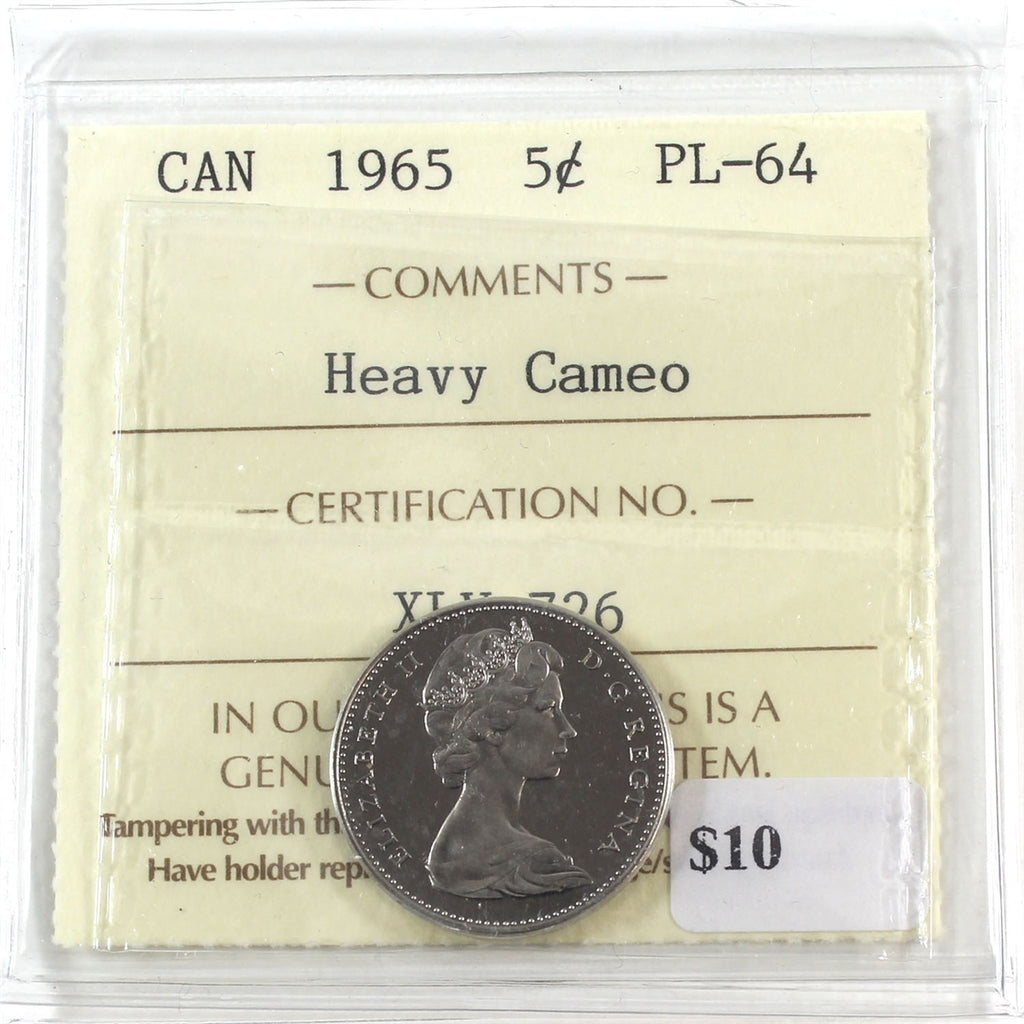 CAN 1965 5¢ PL-64
— COMMENTS —
Heavy Cameo
— CERTIFICATION NO. —
726
IN OU S IS A
GENU TEM.
Tampering with th
Have holder rep e/s
ELIZABETH II D·G·REGINA
$10